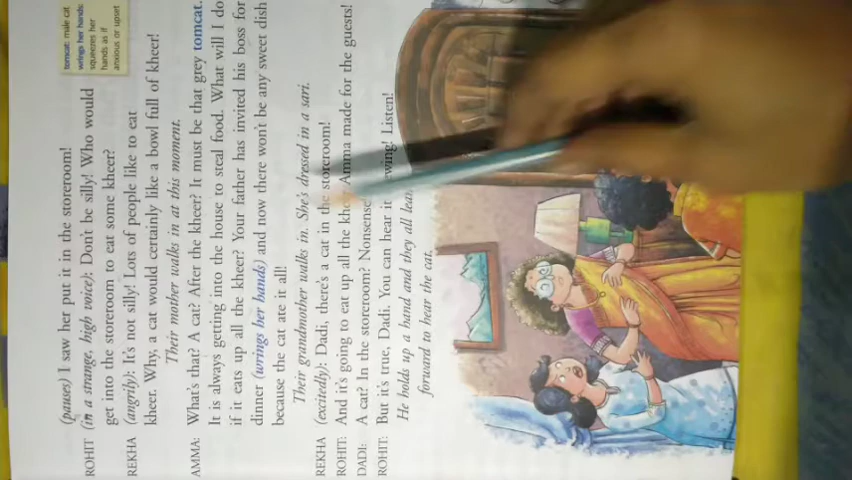 ROHIT (pauses) I saw her put it in the storeroom!
(in a strange, high voice): Don't be silly! Who would
get into the storeroom to eat some kheer?
REKHA (angrily): It's not silly! Lots of people like to eat
kheer. Why, a cat would certainly like a bowl full of kheer!
Their mother walks in at this moment.
AMMA: What's that? A cat? After the kheer? It must be that grey tomcat.
It is always getting into the house to steal food. What will I do
if it eats up all the kheer? Your father has invited his boss for
dinner (wrings her hands) and now there won't be any sweet dish
because the cat ate it all!
Their grandmother walks in. She's dressed in a sari.
REKHA (excitedly): Dadi, there's a cat in the storeroom!
ROHIT: And it's going to eat up all the Amma made for the guests!
DADI: A cat? In the storeroom? Nonsense
ROHIT: But it's true, Dadi. You can hear it Listen!
He holds up a hand and they all
forward to hear the cat.
tomcat: male cat
wrings her hands:
squeezes her
hands as if
anxious or upset